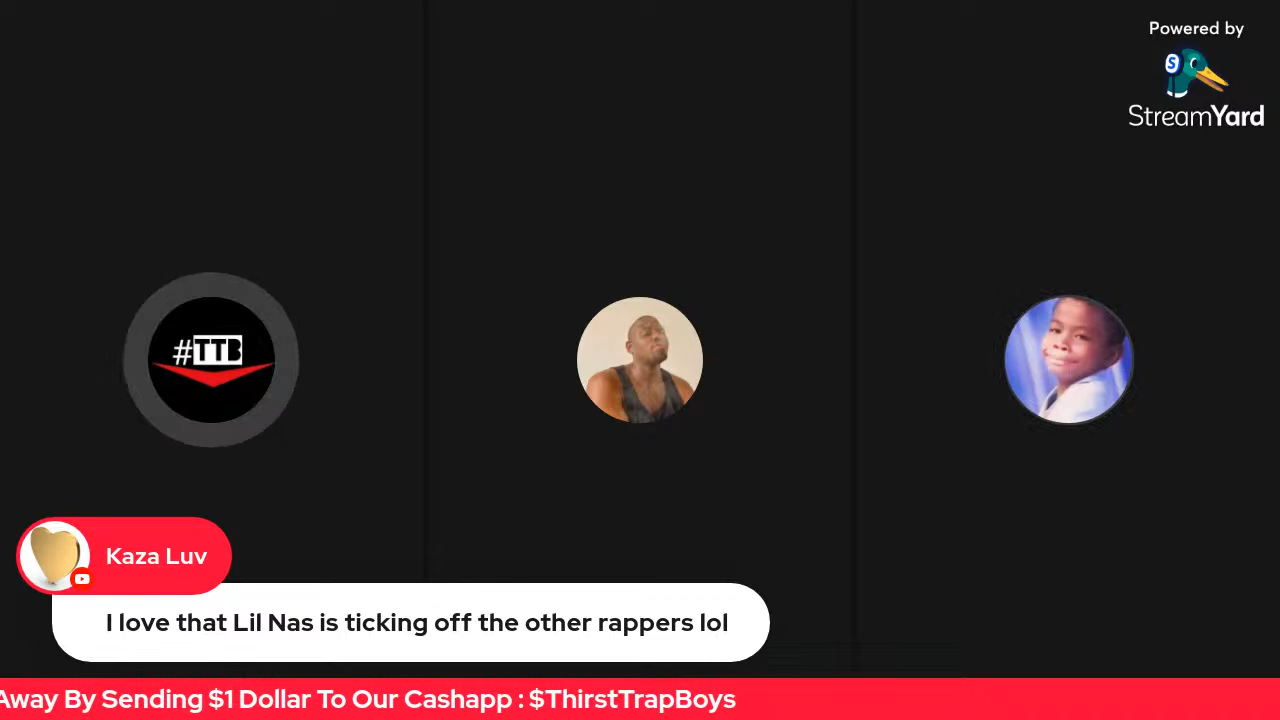 Powered by
S
StreamYard
#TTB
Kaza Luv
I love that Lil Nas is ticking off the other rappers lol
Away By Sending $1 Dollar To Our Cashapp : $ThirstTrapBoys